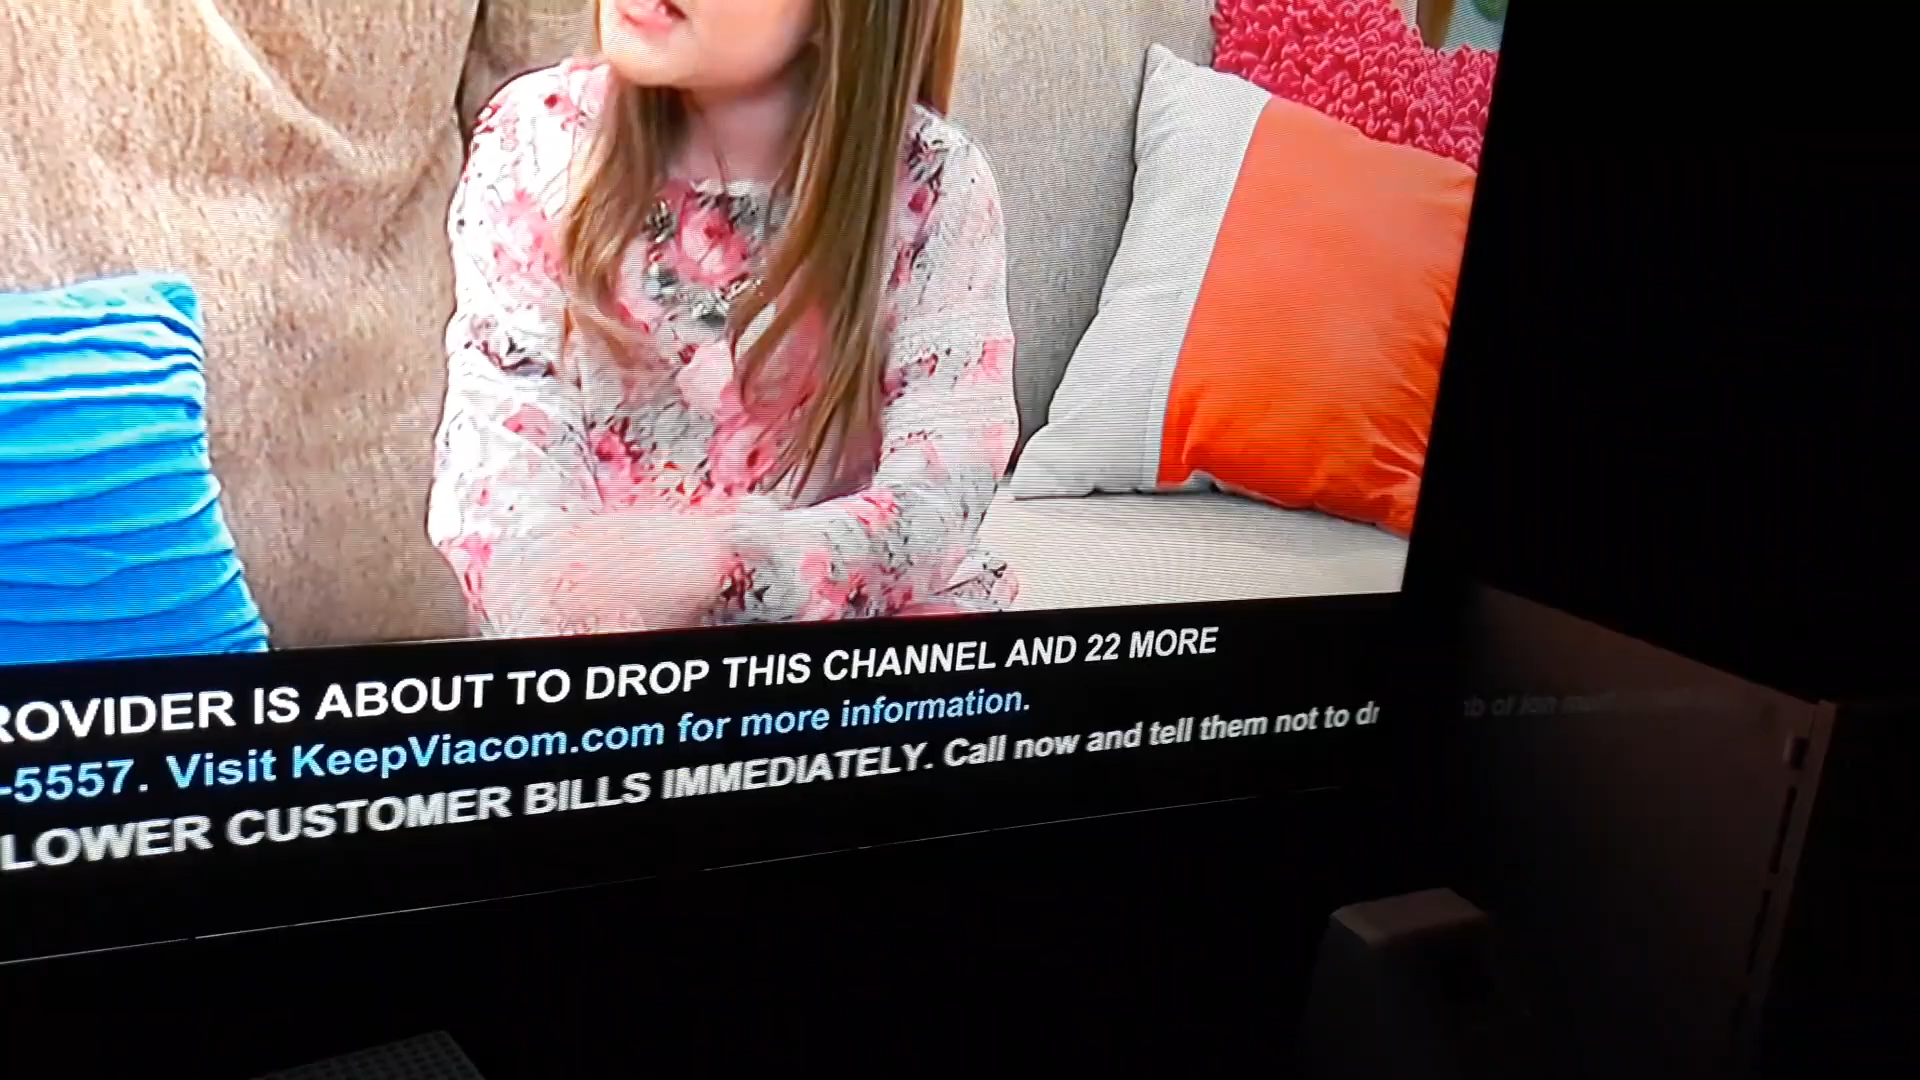 ROVIDER IS ABOUT TO DROP THIS CHANNEL AND 22 MORE
-5557. Visit KeepViacom.com for more information.
LOWER CUSTOMER BILLS IMMEDIATELY. Call now and tell them not to dr